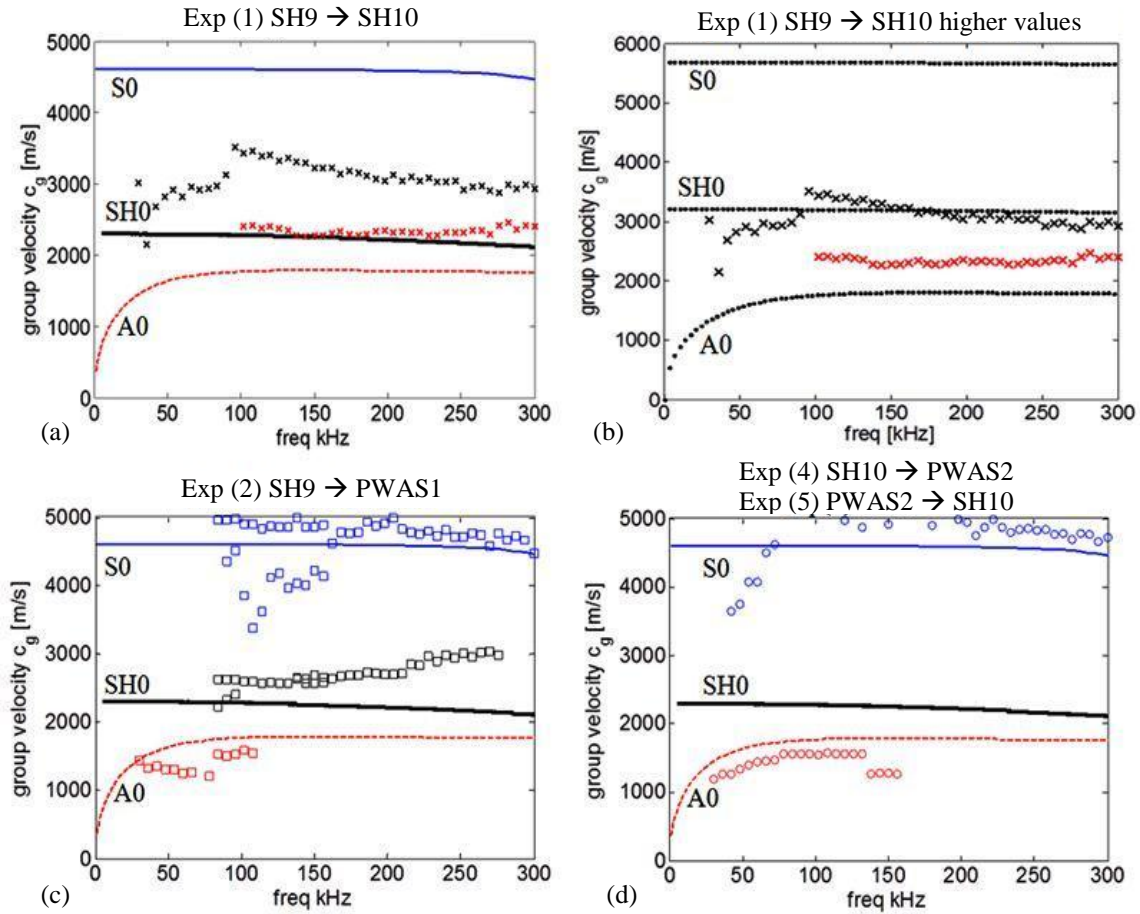 Exp (1) SH9 → SH10
group velocity c_g [m/s]
5000
4000
3000
2000
1000
0
S0
SH0
A0
0 50 100 150 200 250 300
freq kHz
(a)
Exp (1) SH9 → SH10 higher values
group velocity c_g [m/s]
6000
5000
4000
3000
2000
1000
0
S0
SH0
A0
0 50 100 150 200 250 300
freq [kHz]
(b)
Exp (2) SH9 → PWAS1
group velocity c_g [m/s]
5000
4000
3000
2000
1000
0
S0
SH0
A0
0 50 100 150 200 250 300
freq kHz
(c)
Exp (4) SH10 → PWAS2
Exp (5) PWAS2 → SH10
group velocity c_g [m/s]
5000
4000
3000
2000
1000
0
S0
SH0
A0
0 50 100 150 200 250 300
freq kHz
(d)